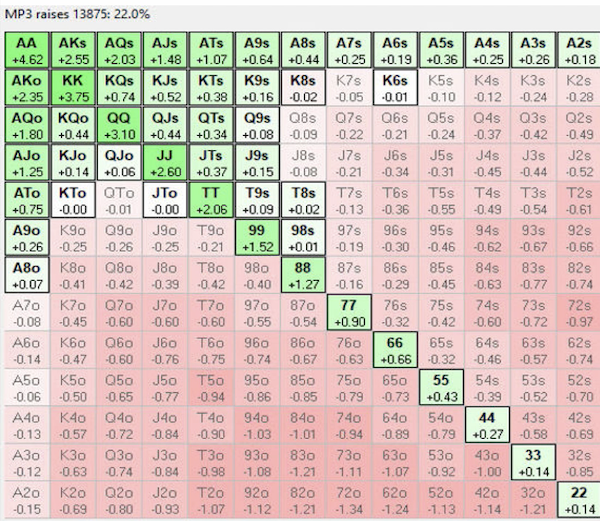 MP3 raises 13875: 22.0%
AA AKs AQs AJs ATs A9s A8s A7s A6s A5s A4s A3s A2s
+4.62 +2.55 +2.03 +1.48 +1.07 +0.64 +0.44 +0.25 +0.19 +0.36 +0.25 +0.26 +0.18
AKo KK KQs KJs KTs K9s K8s K7s K6s K5s K4s K3s K2s
+2.35 +3.75 +0.74 +0.52 +0.38 +0.16 -0.02 -0.05 -0.01 -0.10 -0.12 -0.24 -0.28
AQo KQo QQ QJs QTs Q9s Q8s Q7s Q6s Q5s Q4s Q3s Q2s
+1.80 +0.44 +3.10 +0.44 +0.34 +0.08 -0.09 -0.22 -0.21 -0.24 -0.37 -0.42 -0.49
AJo KJo QJo JJ JTs J9s J8s J7s J6s J5s J4s J3s J2s
+1.25 +0.14 +0.06 +2.60 +0.37 +0.15 -0.08 -0.21 -0.34 -0.31 -0.45 -0.44 -0.52
ATo KTo QTo JTo TT T9s T8s T7s T6s T5s T4s T3s T2s
+0.75 -0.00 -0.01 -0.00 +2.06 +0.09 +0.02 -0.13 -0.36 -0.55 -0.49 -0.54 -0.61
A9o K9o Q9o J9o T9o 99 98s 97s 96s 95s 94s 93s 92s
+0.26 -0.25 -0.26 -0.25 -0.21 +1.52 +0.01 -0.19 -0.30 -0.46 -0.62 -0.67 -0.66
A8o K8o Q8o J8o T8o 98o 88 87s 86s 85s 84s 83s 82s
+0.07 -0.41 -0.42 -0.39 -0.42 -0.40 +1.27 -0.16 -0.29 -0.45 -0.63 -0.77 -0.74
A7o K7o Q7o J7o T7o 97o 87o 77 76s 75s 74s 73s 72s
-0.08 -0.45 -0.60 -0.60 -0.60 -0.55 -0.54 +0.90 -0.32 -0.42 -0.60 -0.72 -0.97
A6o K6o Q6o J6o T6o 96o 86o 76o 66 65s 64s 63s 62s
-0.14 -0.47 -0.60 -0.76 -0.75 -0.74 -0.67 -0.63 +0.66 -0.32 -0.46 -0.57 -0.74
A5o K5o Q5o J5o T5o 95o 85o 75o 65o 55 54s 53s 52s
-0.06 -0.50 -0.65 -0.77 -0.94 -0.86 -0.85 -0.79 -0.73 +0.43 -0.39 -0.52 -0.70
A4o K4o Q4o J4o T4o 94o 84o 74o 64o 54o 44 43s 42s
-0.13 -0.57 -0.72 -0.84 -0.90 -1.03 -1.01 -0.94 -0.89 -0.79 +0.27 -0.58 -0.69
A3o K3o Q3o J3o T3o 93o 83o 73o 63o 53o 43o 33 32s
-0.12 -0.63 -0.74 -0.84 -0.98 -1.08 -1.21 -1.11 -1.07 -0.92 -1.00 +0.14 -0.85
A2o K2o Q2o J2o T2o 92o 82o 72o 62o 52o 42o 32o 22
-0.15 -0.69 -0.80 -0.93 -1.07 -1.12 -1.21 -1.34 -1.24 -1.13 -1.14 -1.21 +0.14